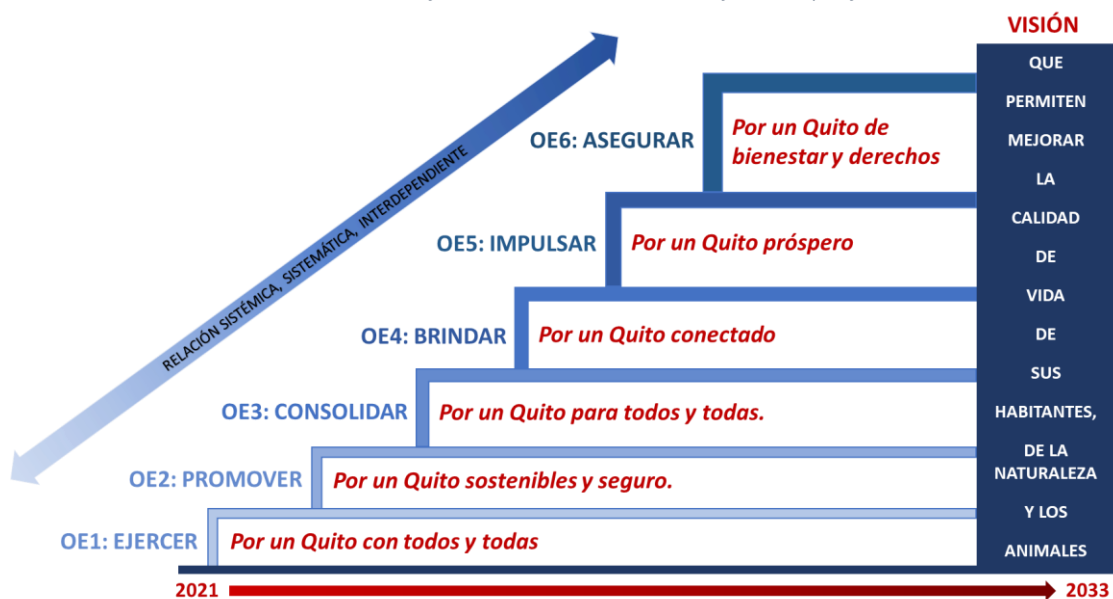 VISIÓN
QUE
PERMITEN
MEJORAR
LA
CALIDAD
DE
VIDA
DE
SUS
HABITANTES,
DE LA
NATURALEZA
Y LOS
ANIMALES
RELACIÓN SISTÉMICA, SISTEMÁTICA, INTERDEPENDIENTE
OE6: ASEGURAR
Por un Quito de
bienestar y derechos
OE5: IMPULSAR
Por un Quito próspero
OE4: BRINDAR
Por un Quito conectado
OE3: CONSOLIDAR
Por un Quito para todos y todas.
OE2: PROMOVER
Por un Quito sostenibles y seguro.
OE1: EJERCER
Por un Quito con todos y todas
2021
2033